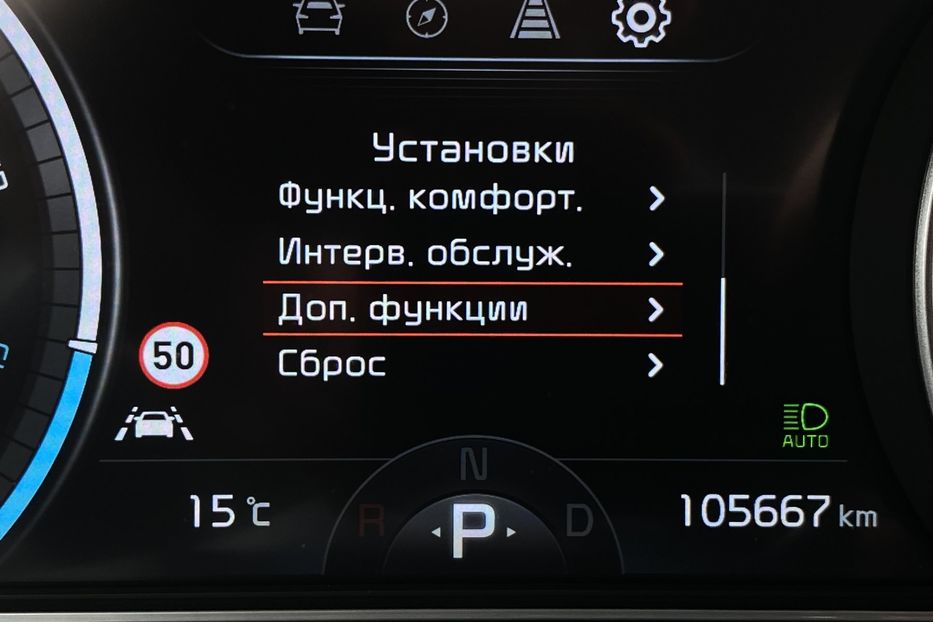 Установки
Функц. комфорт.
Интерв. обслуж.
Доп. функции
Сброс
50
AUTO
N
15 °C
R
P
D
105667 km